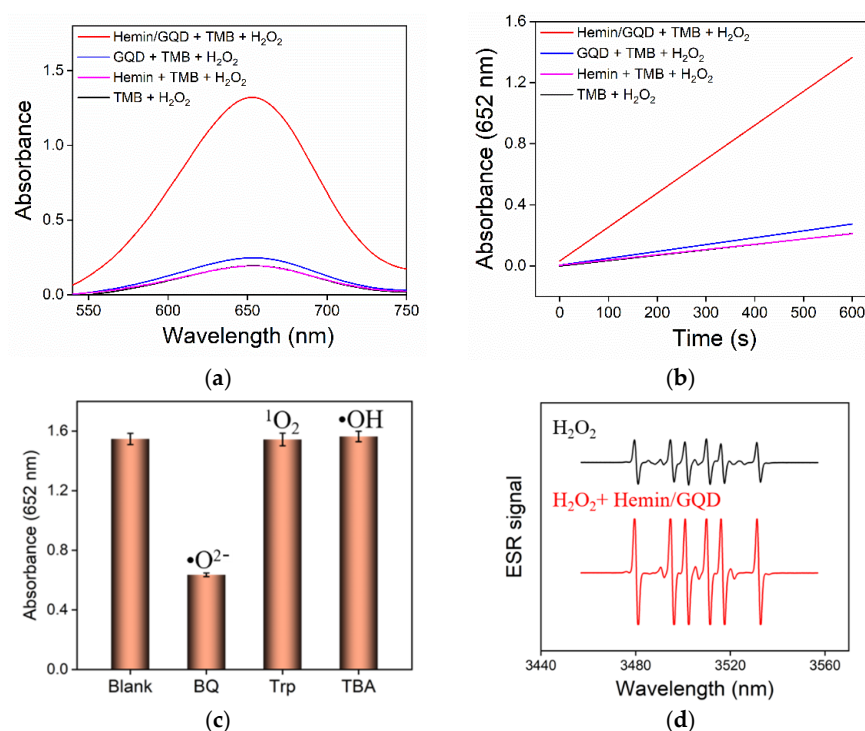 Hemin/GQD + TMB + H₂O₂
GQD + TMB + H₂O₂
Hemin + TMB + H₂O₂
TMB + H₂O₂
1.5
1.0
0.5
0.0
Absorbance
550 600 650 700 750
Wavelength (nm)
(a)
Hemin/GQD + TMB + H₂O₂
GQD + TMB + H₂O₂
Hemin + TMB + H₂O₂
TMB + H₂O₂
1.6
1.2
0.8
0.4
0.0
Absorbance (652 nm)
0 100 200 300 400 500 600
Time (s)
(b)
1.6
1.2
0.8
0.4
0.0
Absorbance (652 nm)
•O²⁻
¹O₂
•OH
Blank BQ Trp TBA
(c)
H₂O₂
H₂O₂+ Hemin/GQD
ESR signal
3440 3480 3520 3560
Wavelength (nm)
(d)